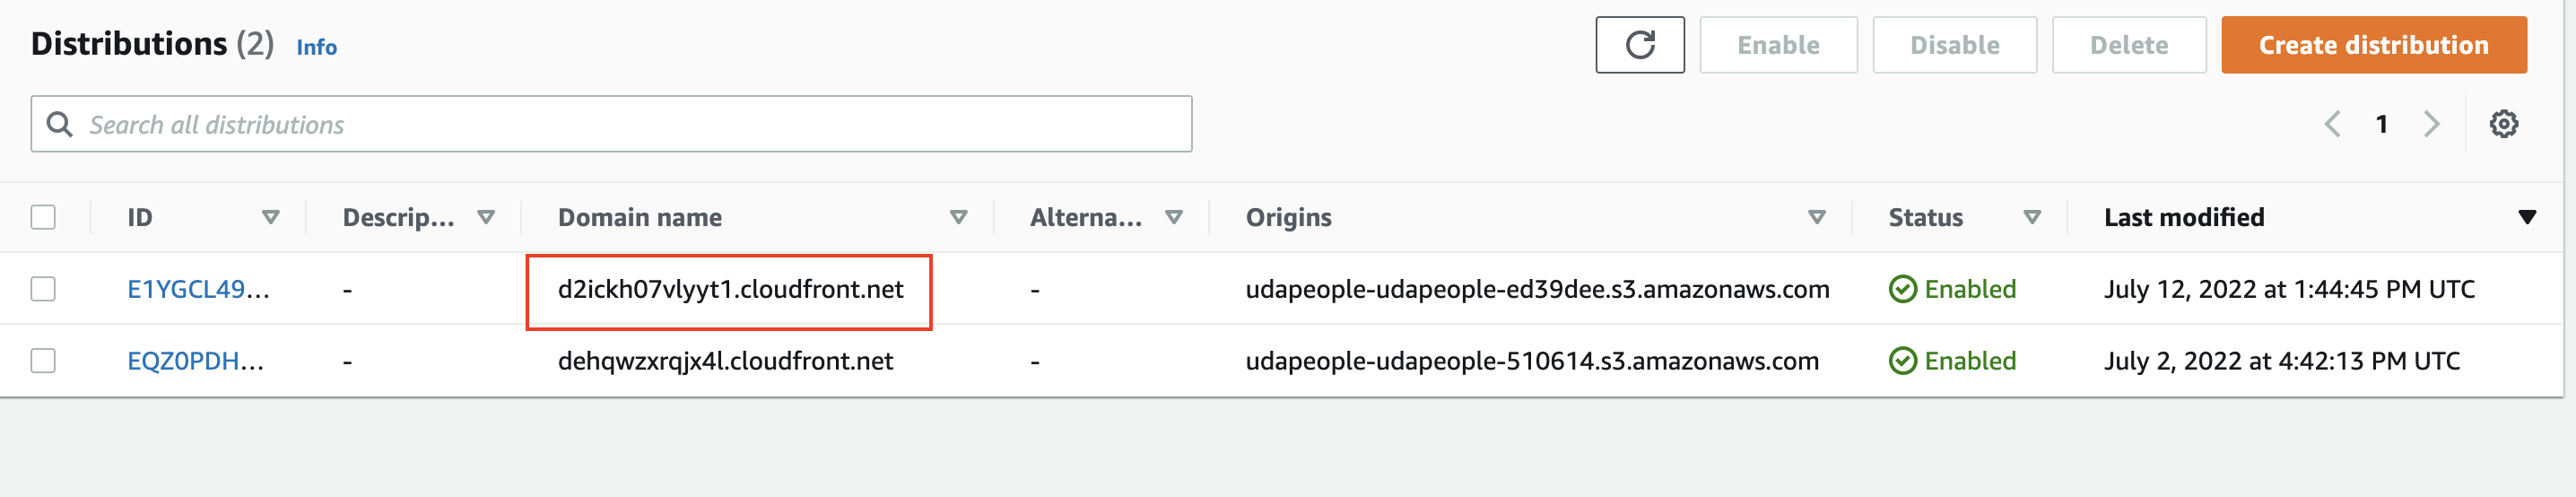 Distributions (2) Info Enable Disable Delete Create distribution
Search all distributions 1
ID Descrip... Domain name Alterna... Origins Status Last modified
E1YGCL49... - d2ickh07vlyyt1.cloudfront.net - udapeople-udapeople-ed39dee.s3.amazonaws.com Enabled July 12, 2022 at 1:44:45 PM UTC
EQZ0PDH... - dehqwzxrqjx4l.cloudfront.net - udapeople-udapeople-510614.s3.amazonaws.com Enabled July 2, 2022 at 4:42:13 PM UTC